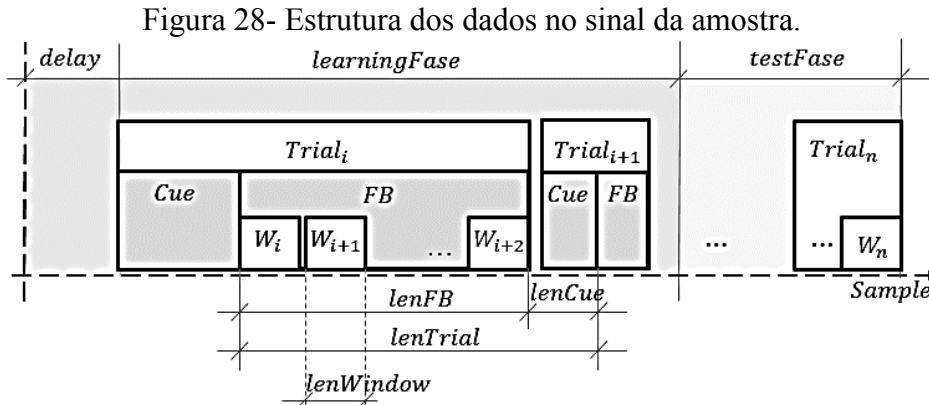 Figura 28- Estrutura dos dados no sinal da amostra.
delay learningFase testFase
Trial_i Trial_{i+1} Trial_n
Cue FB Cue FB
W_i W_{i+1} ... W_{i+2} ... ... W_n
Sample
lenFB lenCue
lenTrial
lenWindow